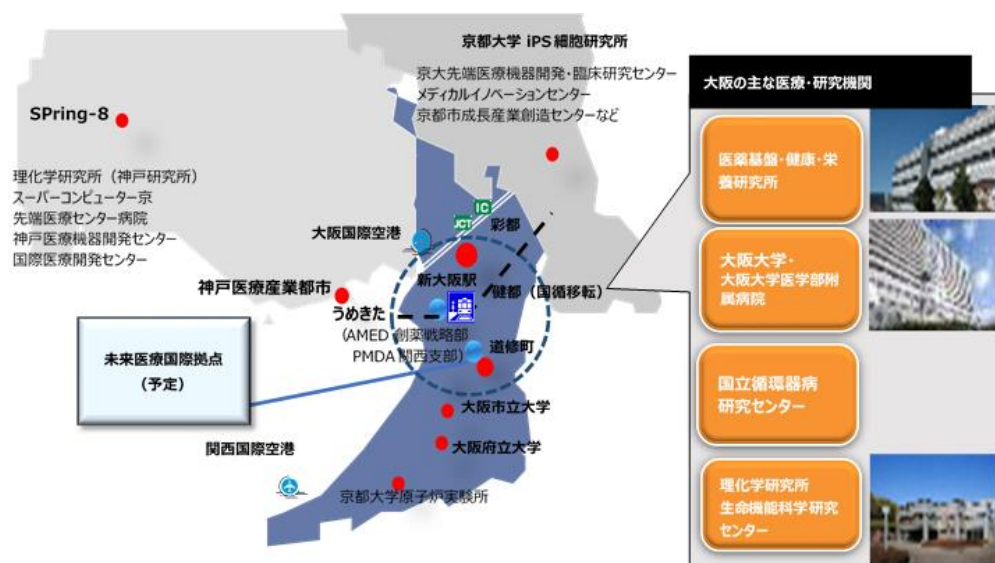 京都大学 iPS細胞研究所
京大先端医療機器開発・臨床研究センター
メディカルイノベーションセンター
京都市成長産業創造センターなど
SPring-8
理化学研究所（神戸研究所）
スーパーコンピューター京
先端医療センター病院
神戸医療機器開発センター
国際医療開発センター
IC
JCT
彩都
大阪国際空港
新大阪駅
神戸医療産業都市
健都（国循移転）
うめきた
(AMED 創薬戦略部
PMDA関西支部)
道修町
未来医療国際拠点
（予定）
大阪市立大学
大阪府立大学
関西国際空港
京都大学原子炉実験所
大阪の主な医療・研究機関
医薬基盤・健康・栄
養研究所
大阪大学・
大阪大学医学部附
属病院
国立循環器病
研究センター
理化学研究所
生命機能科学研究
センター